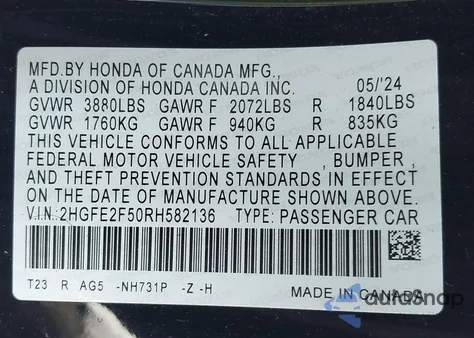 MFD.BY HONDA OF CANADA MFG.,
A DIVISION OF HONDA CANADA INC. 05/'24
GVWR 3880LBS GAWR F 2072LBS R 1840LBS
GVWR 1760KG GAWR F 940KG R 835KG
THIS VEHICLE CONFORMS TO ALL APPLICABLE
FEDERAL MOTOR VEHICLE SAFETY , BUMPER ,
AND THEFT PREVENTION STANDARDS IN EFFECT
ON THE DATE OF MANUFACTURE SHOWN ABOVE.
V.I.N.:2HGFE2F50RH582136 TYPE: PASSENGER CAR
T23 R AG5 -NH731P -Z -H
MADE IN CANADA
autosnap